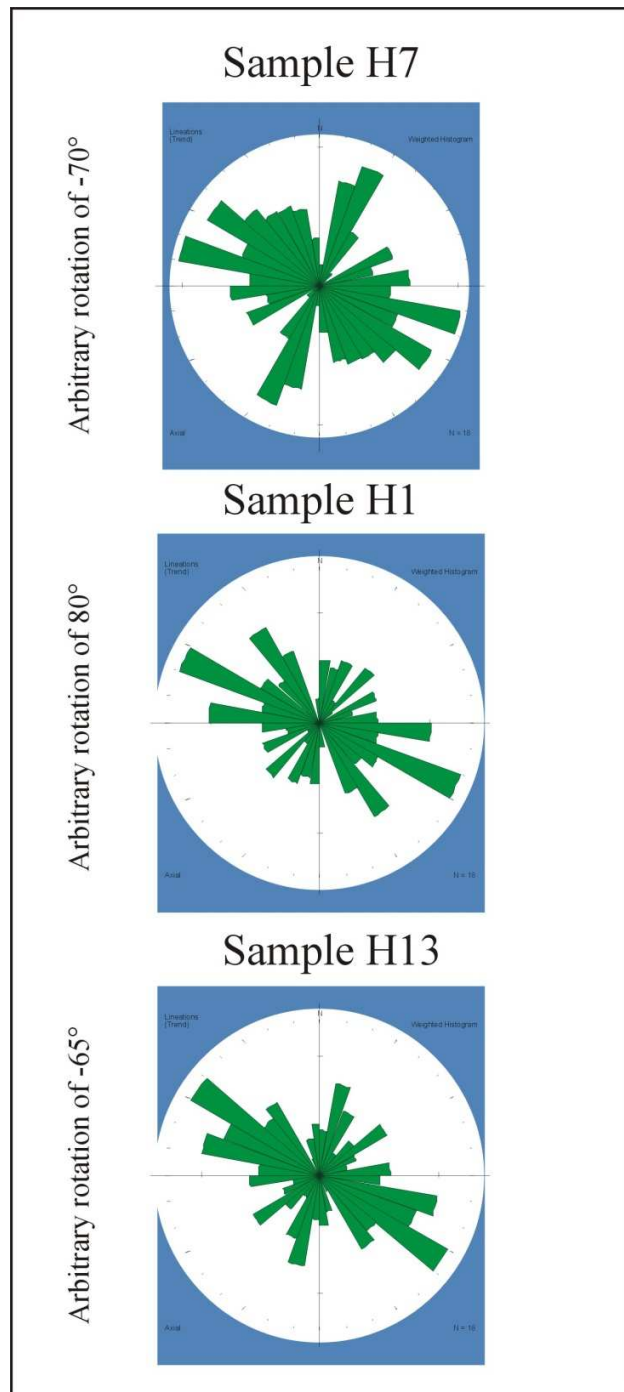 Sample H7
Arbitrary rotation of -70°
Lineations
(Trend)
N
Weighted Histogram
Axial
N = 18
Sample H1
Arbitrary rotation of 80°
Lineations
(Trend)
N
Weighted Histogram
Axial
N = 18
Sample H13
Arbitrary rotation of -65°
Lineations
(Trend)
N
Weighted Histogram
Axial
N = 18